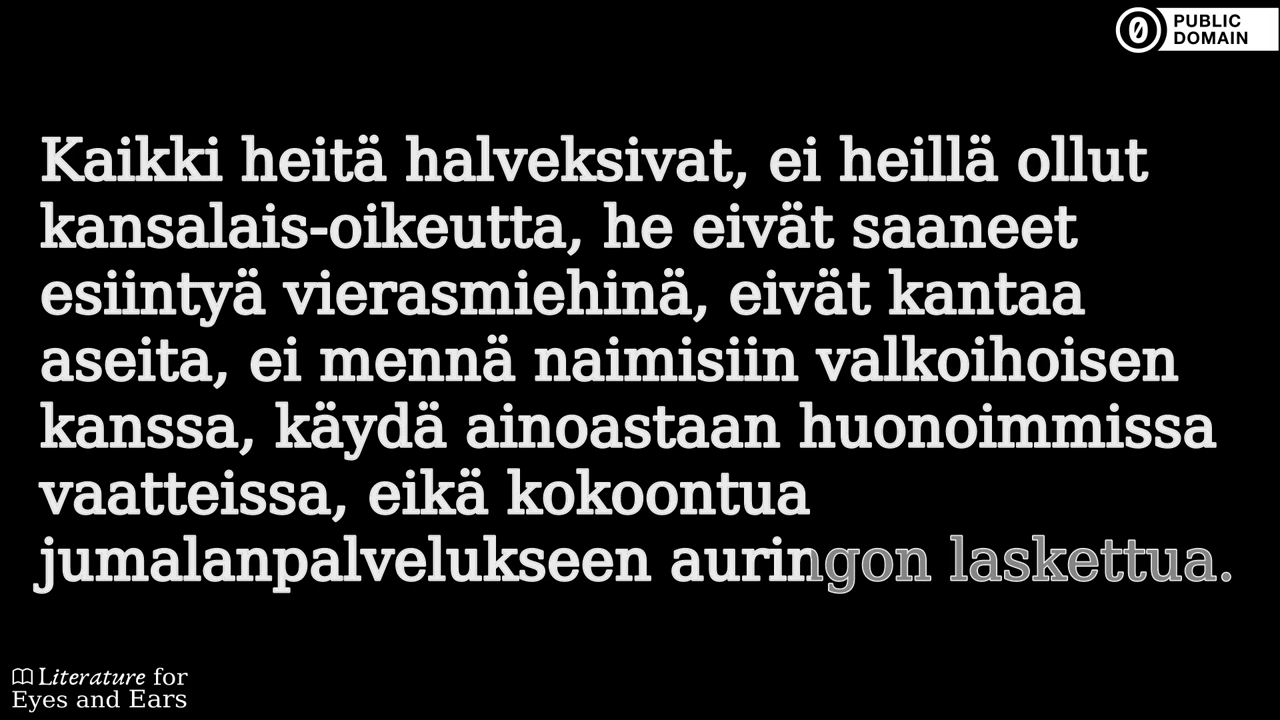 PUBLIC
DOMAIN
Kaikki heitä halveksivat, ei heillä ollut
kansalais-oikeutta, he eivät saaneet
esiintyä vierasmiehinä, eivät kantaa
aseita, ei mennä naimisiin valkoihoisen
kanssa, käydä ainoastaan huonoimmissa
vaatteissa, eikä kokoontua
jumalanpalvelukseen auringon laskettua.
Literature for
Eyes and Ears